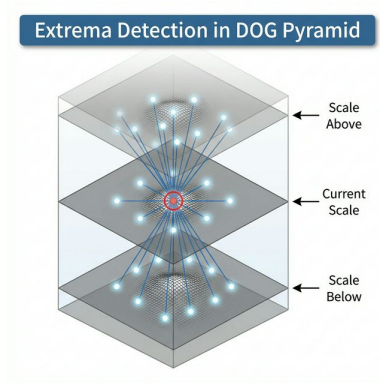 Extrema Detection in DOG Pyramid
Scale
Above
Current
Scale
Scale
Below